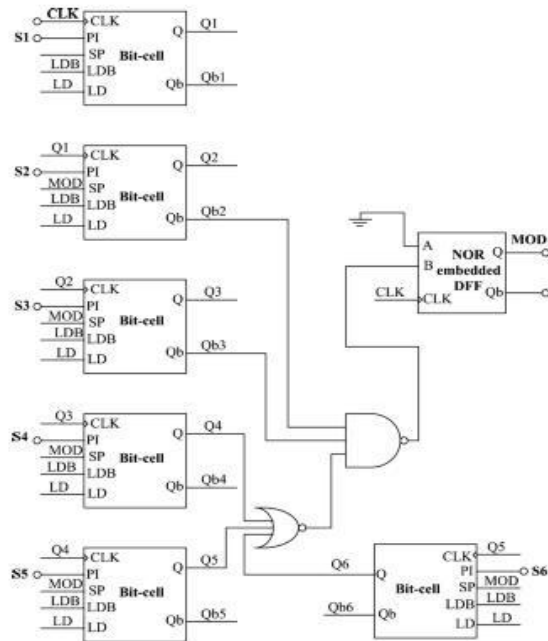 CLK
S1
CLK
PI
SP
LDB
LDB
LD
LD
Bit-cell
Q
Q1
Qb
Qb1
Q1
S2
CLK
PI
MOD
SP
LDB
LDB
LD
LD
Bit-cell
Q
Q2
Qb
Qb2
Q2
S3
CLK
PI
MOD
SP
LDB
LDB
LD
LD
Bit-cell
Q
Q3
Qb
Qb3
A
B
NOR
embedded
DFF
CLK
CLK
Q
MOD
Qb
Q3
S4
CLK
PI
MOD
SP
LDB
LDB
LD
LD
Bit-cell
Q
Q4
Qb
Qb4
Q4
S5
CLK
PI
MOD
SP
LDB
LDB
LD
LD
Bit-cell
Q
Q5
Qb
Qb5
Q6
Q
Qb6
Qb
Bit-cell
CLK
Q5
PI
S6
SP
MOD
LDB
LDB
LD
LD